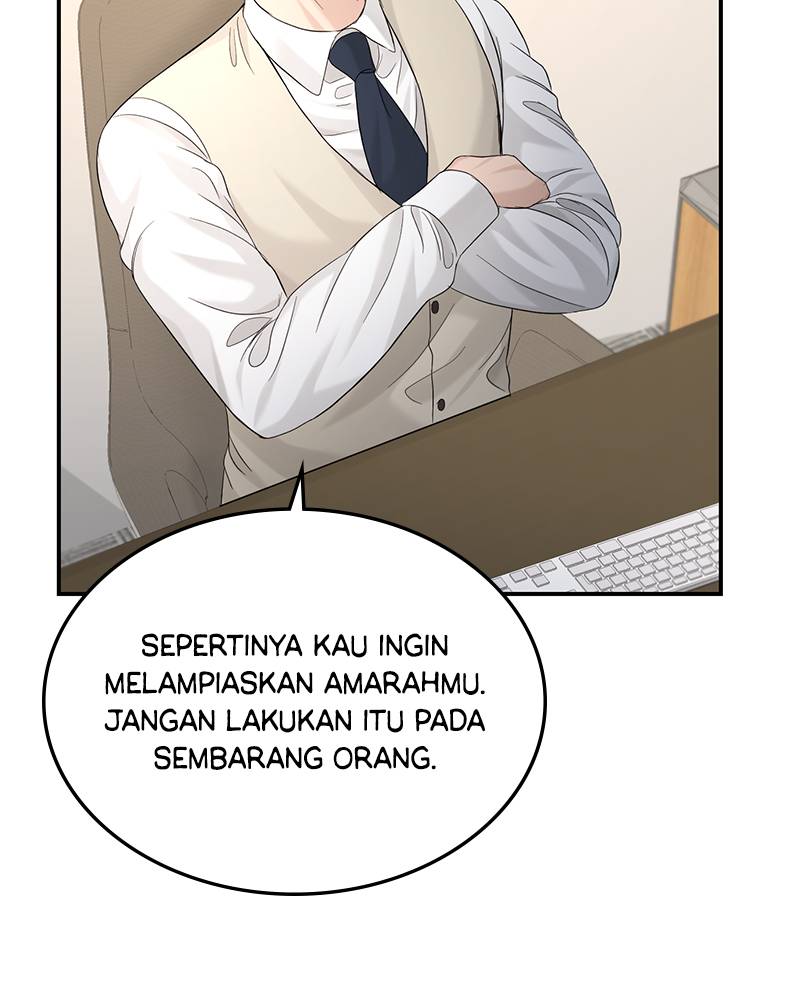 SEPERTINYA KAU INGIN
MELAMPIASKAN AMARAHMU.
JANGAN LAKUKAN ITU PADA
SEMBARANG ORANG.